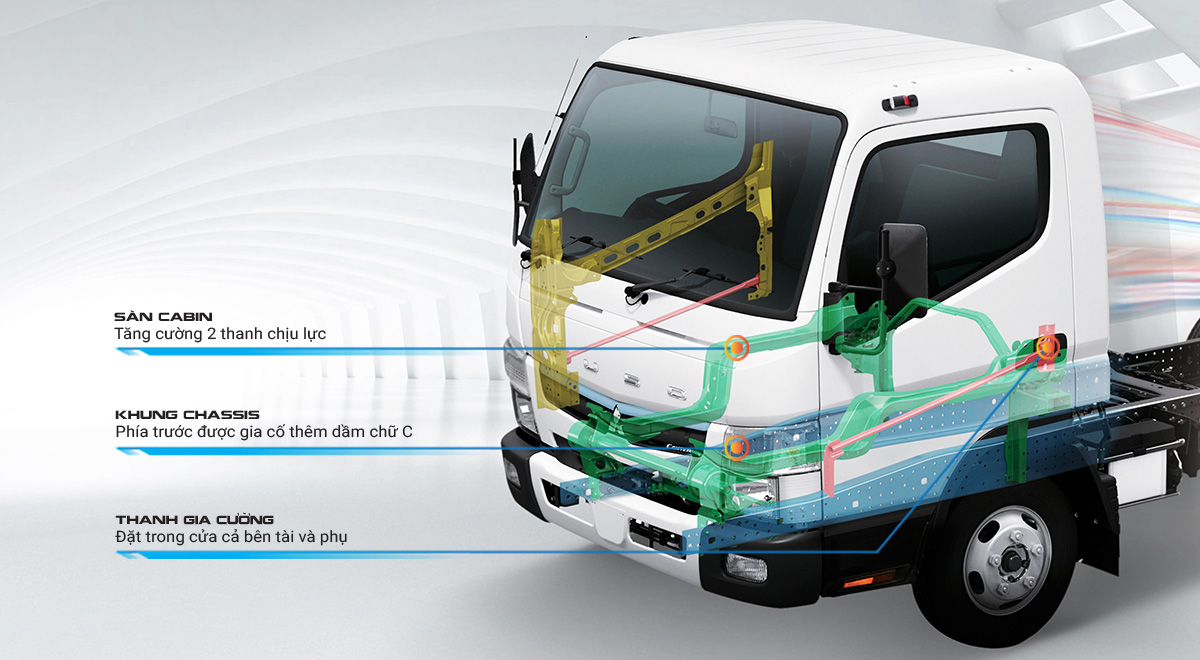 SÀN CABIN
Tăng cường 2 thanh chịu lực
KHUNG CHASSIS
Phía trước được gia cố thêm dầm chữ C
THANH GIA CƯỜNG
Đặt trong cửa cả bên tài và phụ